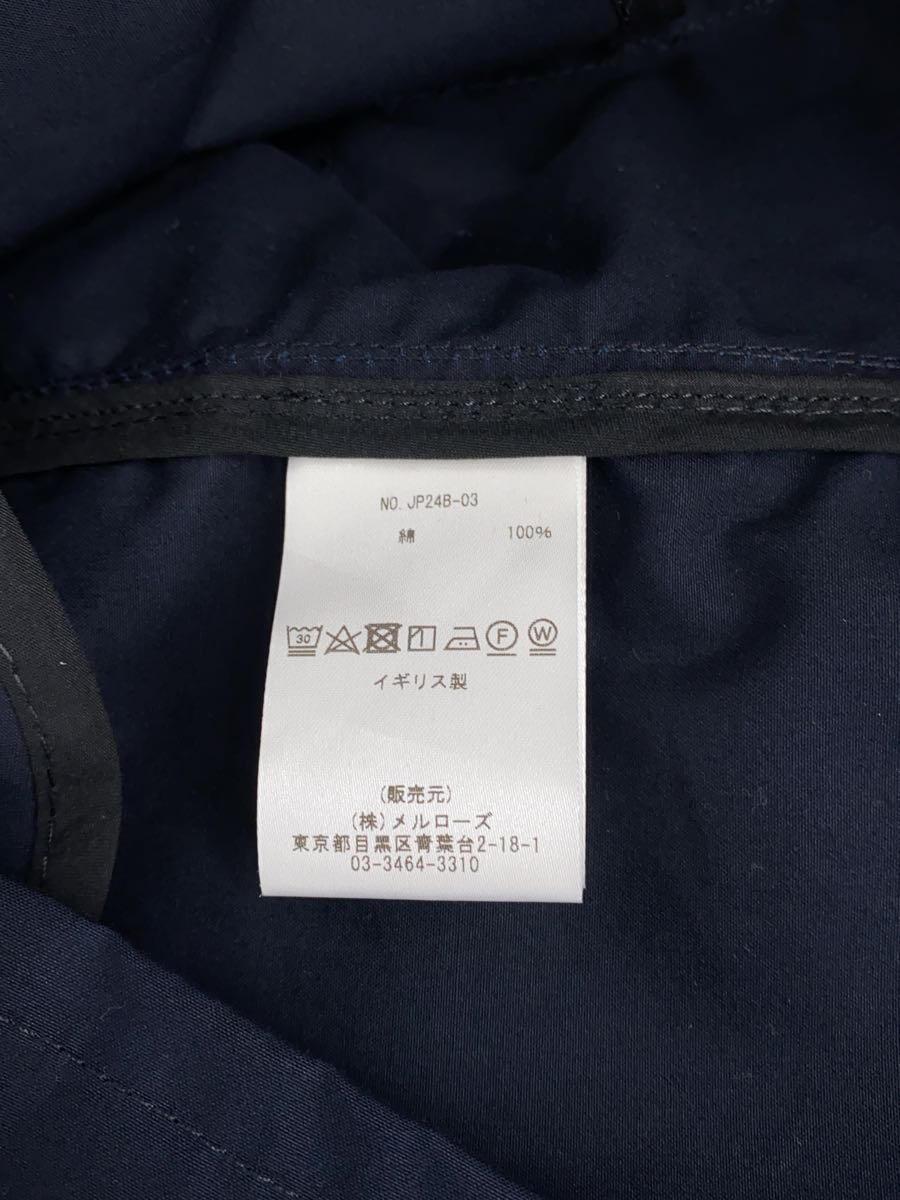 NO. JP24B-03
綿 100%
30 F W
イギリス製
(販売元)
(株)メルローズ
東京都目黒区青葉台2-18-1
03-3464-3310